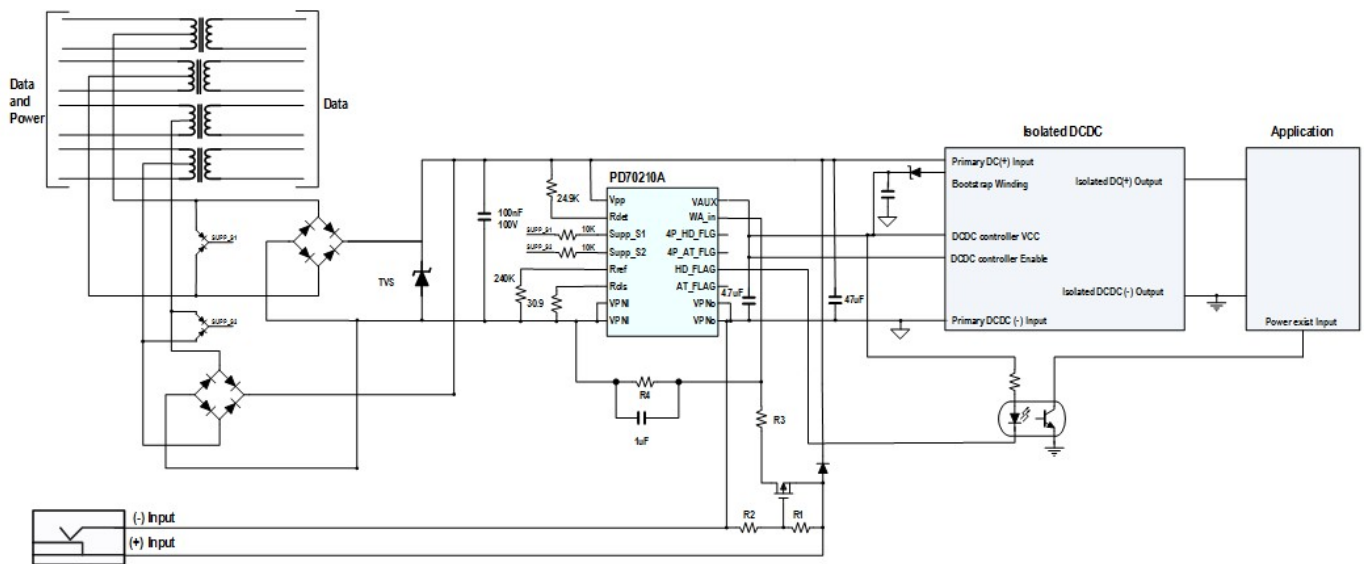 Data
and
Power
Data
SUPP_S1
SUPP_S2
TVS
100nF
100V
24.9K
SUPP_S1
10K
SUPP_S2
10K
240K
30.9
PD70210A
Vpp
Rdet
Supp_S1
Supp_S2
Rref
Rcls
VPNI
VPNI
VAUX
WA_in
4P_HD_FLG
4P_AT_FLG
HD_FLAG
AT_FLAG
VPNo
VPNo
4.7uF
47uF
R4
1uF
R3
R2
R1
Isolated DCDC
Primary DC(+) Input
Bootstrap Winding
Isolated DC(+) Output
DCDC controller VCC
DCDC controller Enable
Isolated DCDC(-) Output
Primary DCDC (-) Input
Application
Power exist Input
(-) Input
(+) Input